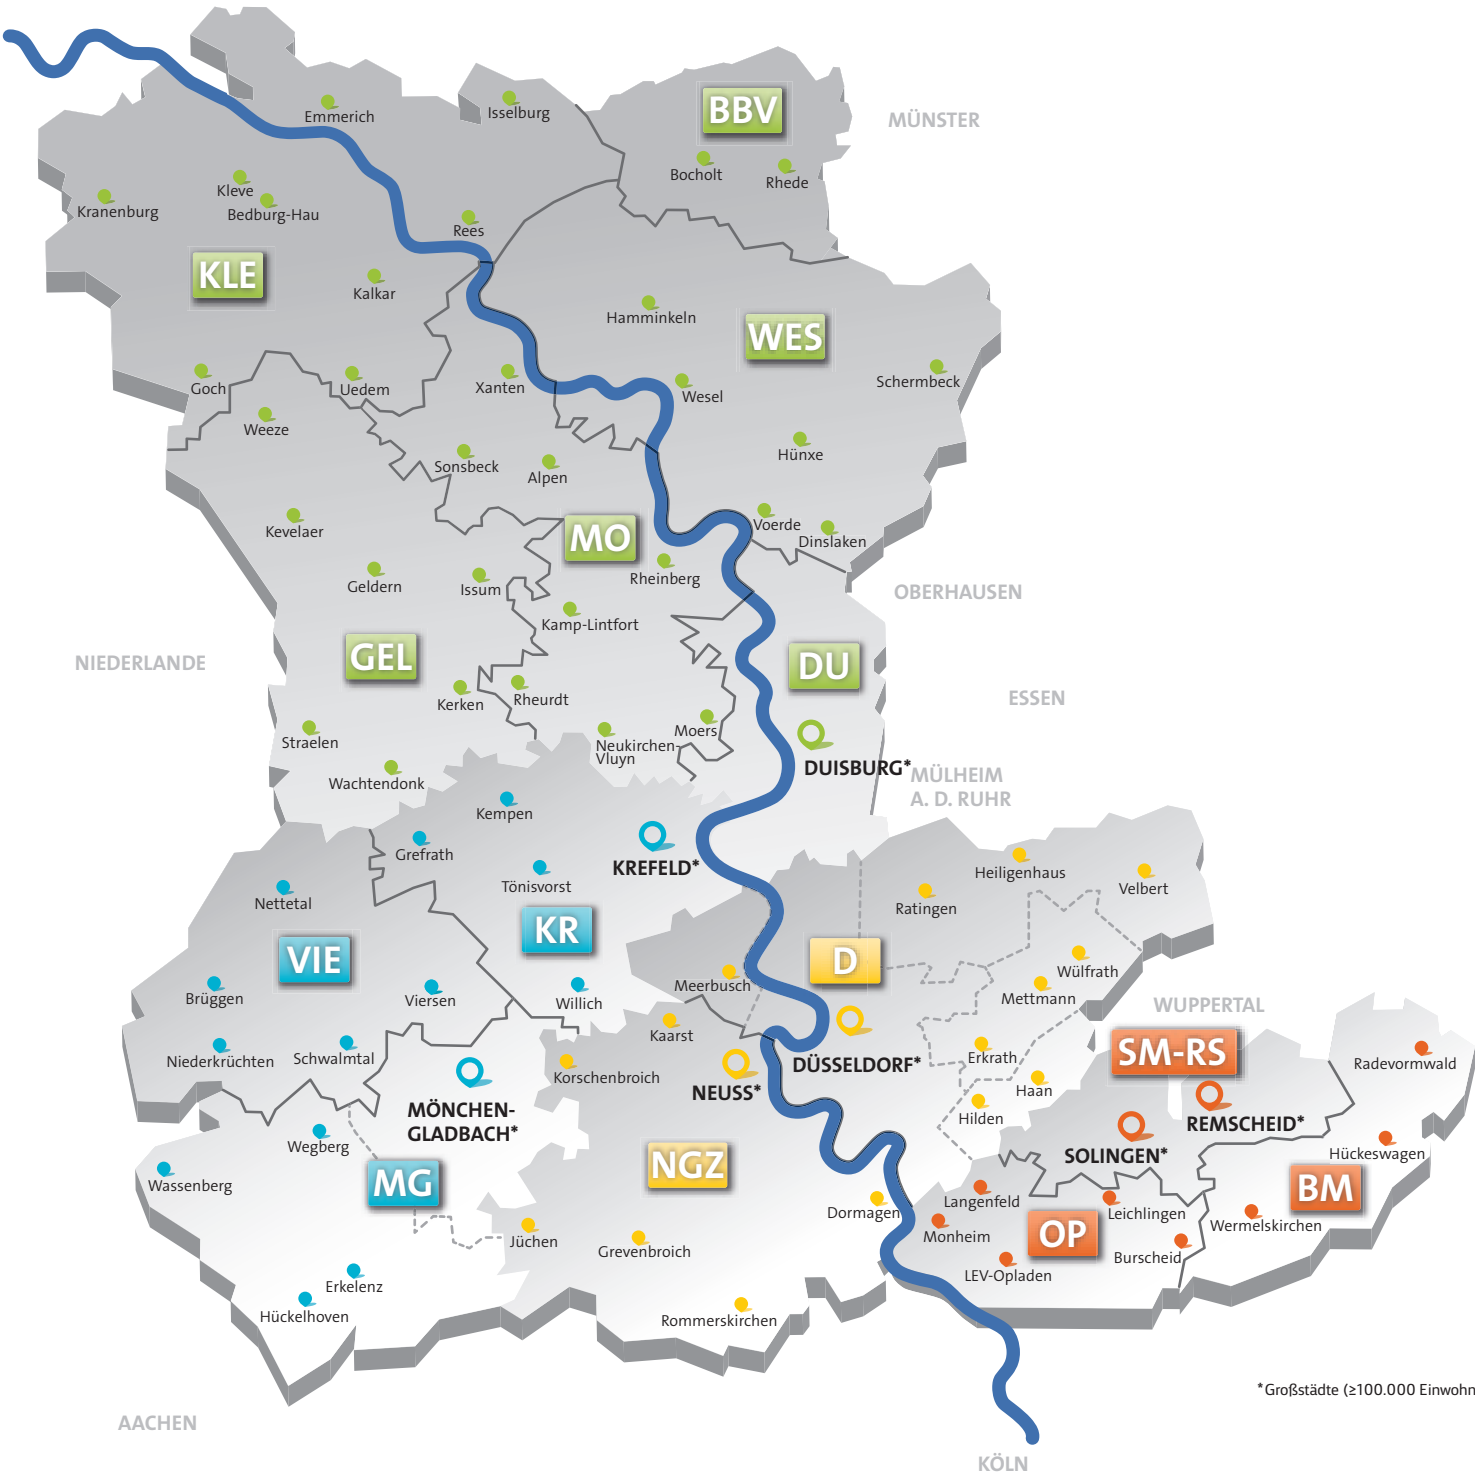 BBV
MÜNSTER
Emmerich
Isselburg
Bocholt
Rhede
Kleve
Kranenburg
Bedburg-Hau
Rees
KLE
Kalkar
Hamminkeln
WES
Goch
Uedem
Xanten
Wesel
Schermbeck
Weeze
Sonsbeck
Alpen
Hünxe
Kevelaer
MO
Voerde
Dinslaken
Geldern
Issum
Rheinberg
OBERHAUSEN
Kamp-Lintfort
NIEDERLANDE
GEL
DU
Kerken
Rheurdt
ESSEN
Straelen
Neukirchen-
Vluyn
Moers
Wachtendonk
DUISBURG*
MÜLHEIM
A. D. RUHR
Kempen
Grefrath
KREFELD*
Heiligenhaus
Velbert
Nettetal
Tönisvorst
Ratingen
VIE
KR
D
Brüggen
Viersen
Willich
Meerbusch
Wülfrath
Mettmann
WUPPERTAL
Kaarst
Niederkrüchten
Schwalmtal
Korschenbroich
NEUSS*
DÜSSELDORF*
Erkrath
SM-RS
Radevormwald
Haan
MÖNCHEN-
GLADBACH*
Hilden
REMSCHEID*
Wegberg
SOLINGEN*
Hückeswagen
Wassenberg
MG
NGZ
BM
Langenfeld
Dormagen
Leichlingen
Wermelskirchen
Monheim
OP
Jüchen
Grevenbroich
Burscheid
LEV-Opladen
Erkelenz
Hückelhoven
Rommerskirchen
*Großstädte (≥100.000 Einwohn
AACHEN
KÖLN